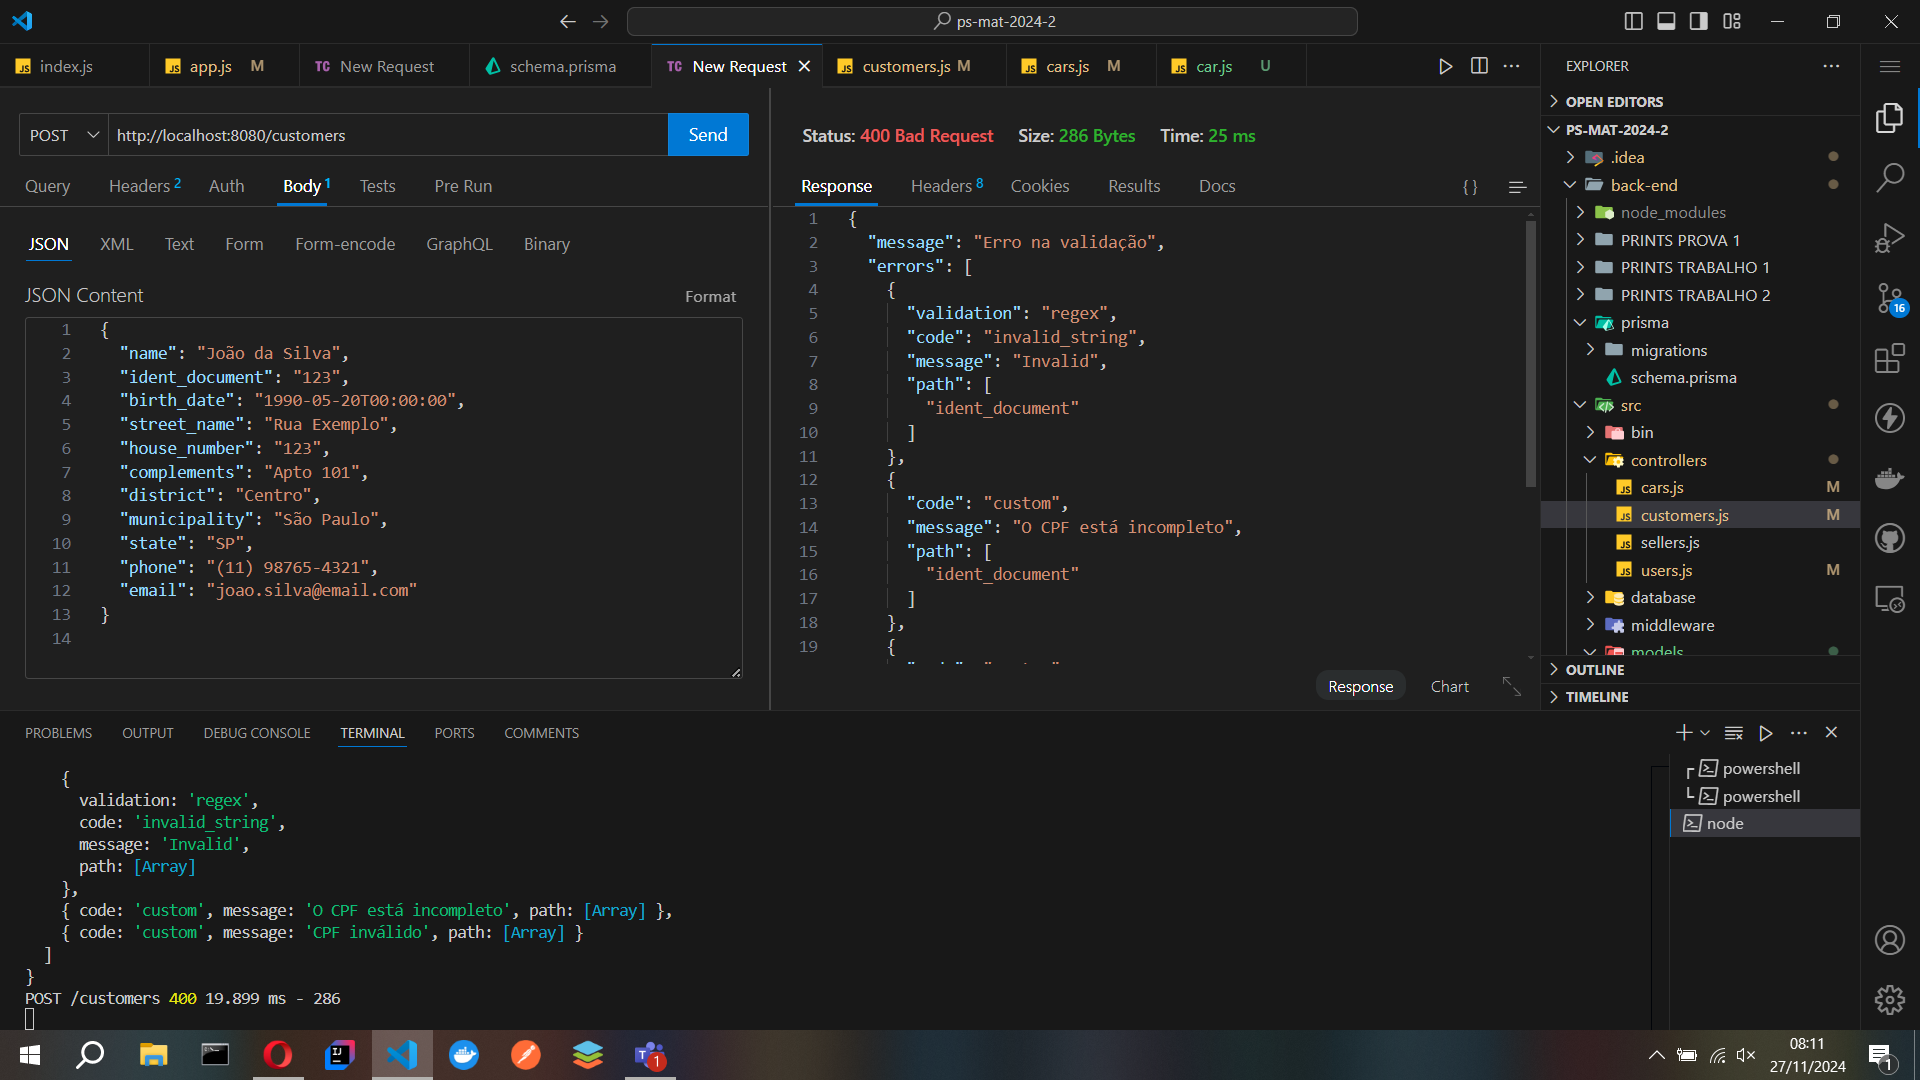 ps-mat-2024-2
index.js
app.js M
TC New Request
schema.prisma
TC New Request
customers.js M
cars.js M
car.js U
POST
http://localhost:8080/customers
Send
Query
Headers 2
Auth
Body 1
Tests
Pre Run
JSON
XML
Text
Form
Form-encode
GraphQL
Binary
JSON Content
Format
1 {
2 "name": "João da Silva",
3 "ident_document": "123",
4 "birth_date": "1990-05-20T00:00:00",
5 "street_name": "Rua Exemplo",
6 "house_number": "123",
7 "complements": "Apto 101",
8 "district": "Centro",
9 "municipality": "São Paulo",
10 "state": "SP",
11 "phone": "(11) 98765-4321",
12 "email": "joao.silva@email.com"
13 }
14
Status: 400 Bad Request Size: 286 Bytes Time: 25 ms
Response
Headers 8
Cookies
Results
Docs
{}
1 {
2 "message": "Erro na validação",
3 "errors": [
4 {
5 "validation": "regex",
6 "code": "invalid_string",
7 "message": "Invalid",
8 "path": [
9 "ident_document"
10 ]
11 },
12 {
13 "code": "custom",
14 "message": "O CPF está incompleto",
15 "path": [
16 "ident_document"
17 ]
18 },
19 {
Response
Chart
EXPLORER
OPEN EDITORS
PS-MAT-2024-2
.idea
back-end
node_modules
PRINTS PROVA 1
PRINTS TRABALHO 1
PRINTS TRABALHO 2
prisma
migrations
schema.prisma
src
bin
controllers
cars.js M
customers.js M
sellers.js
users.js M
database
middleware
models
OUTLINE
TIMELINE
16
PROBLEMS
OUTPUT
DEBUG CONSOLE
TERMINAL
PORTS
COMMENTS
{
validation: 'regex',
code: 'invalid_string',
message: 'Invalid',
path: [Array]
},
{ code: 'custom', message: 'O CPF está incompleto', path: [Array] },
{ code: 'custom', message: 'CPF inválido', path: [Array] }
]
}
POST /customers 400 19.899 ms - 286
powershell
powershell
node
1
08:11
27/11/2024
1